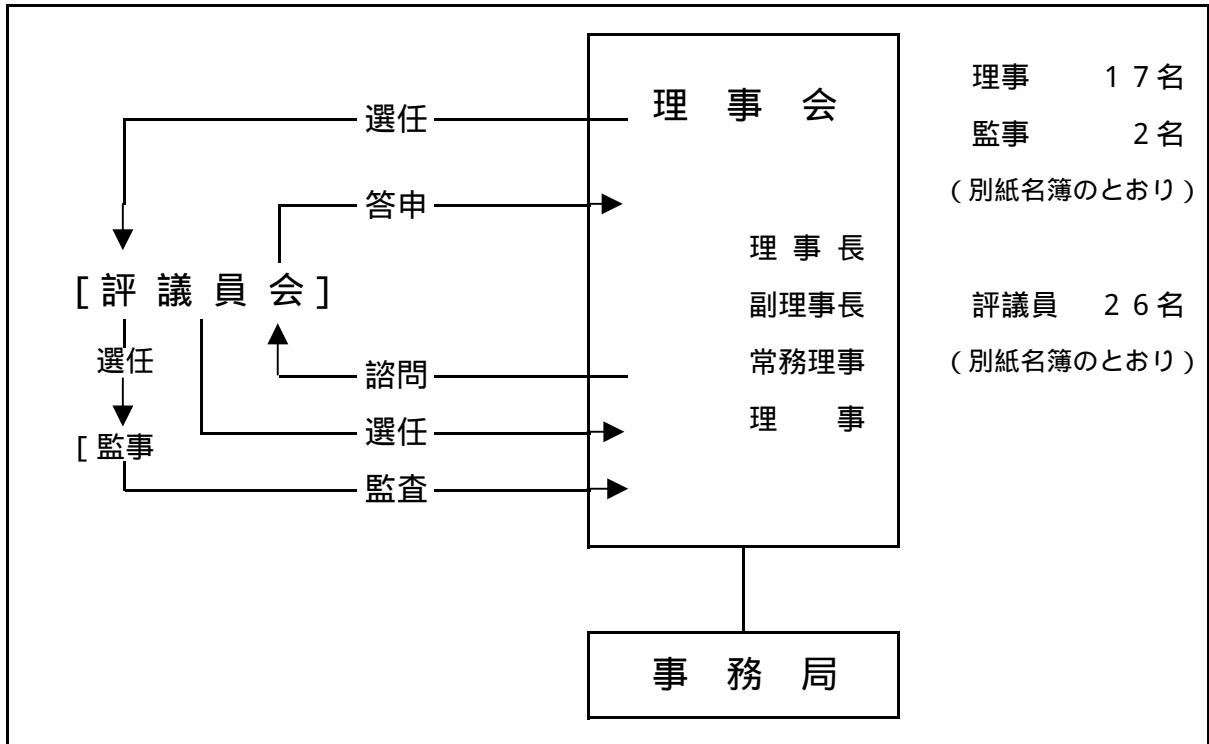 理事会
理事 17名
選任
監事 2名
答申
(別紙名簿のとおり)
理事長
[評議員会]
副理事長
評議員 26名
選任
諮問
常務理事
(別紙名簿のとおり)
選任
理事
[監事
監査
事務局